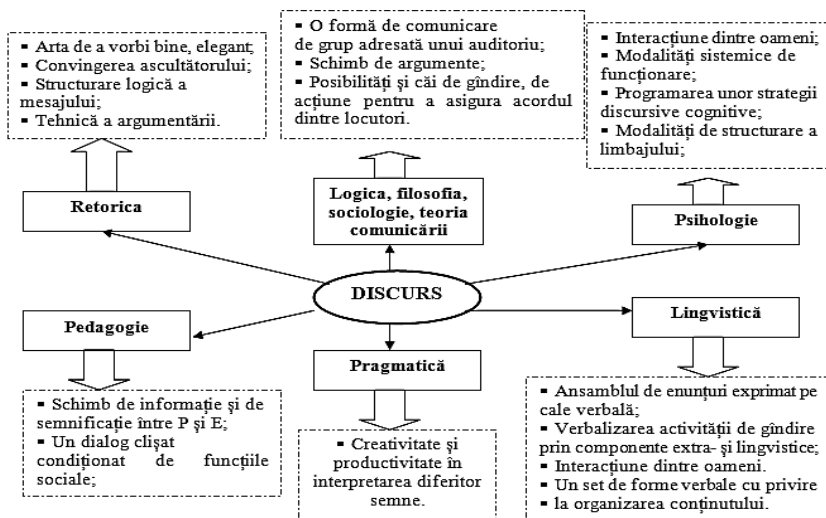 ▪ Arta de a vorbi bine, elegant;
▪ Convingerea ascultătorului;
▪ Structurare logică a
mesajului;
▪ Tehnică a argumentării.
▪ O formă de comunicare
de grup adresată unui auditoriu;
▪ Schimb de argumente;
▪ Posibilități și căi de gîndire, de
acțiune pentru a asigura acordul
dintre locutori.
▪ Interacțiune dintre oameni;
▪ Modalități sistemice de
funcționare;
▪ Programarea unor strategii
discursive cognitive;
▪ Modalități de structurare a
limbajului;
Retorica
Logica, filosofia,
sociologie, teoria
comunicării
Psihologie
DISCURS
Pedagogie
Pragmatică
Lingvistică
▪ Schimb de informație și de
semnificație între P și E;
▪ Un dialog clișat
condiționat de funcțiile
sociale;
▪ Creativitate și
productivitate în
interpretarea diferitor
semne.
▪ Ansamblul de enunțuri exprimat pe
cale verbală;
▪ Verbalizarea activității de gîndire
prin componente extra- și lingvistice;
▪ Interacțiune dintre oameni.
▪ Un set de forme verbale cu privire
▪ la organizarea conținutului.